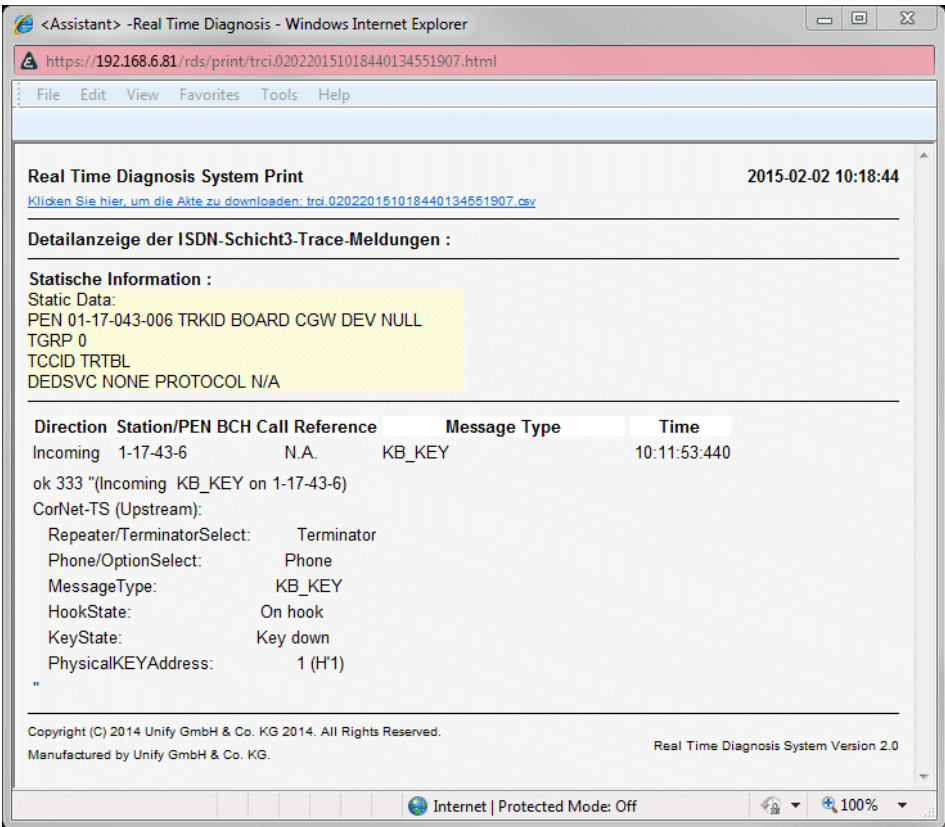 <Assistant> -Real Time Diagnosis - Windows Internet Explorer
https://192.168.6.81/rds/print/trci.020220151018440134551907.html
File Edit View Favorites Tools Help
Real Time Diagnosis System Print 2015-02-02 10:18:44
Klicken Sie hier, um die Akte zu downloaden: trci.020220151018440134551907.csv
Detailanzeige der ISDN-Schicht3-Trace-Meldungen :
Statische Information :
Static Data:
PEN 01-17-043-006 TRKID BOARD CGW DEV NULL
TGRP 0
TCCID TRTBL
DEDSVC NONE PROTOCOL N/A
Direction Station/PEN BCH Call Reference Message Type Time
Incoming 1-17-43-6 N.A. KB_KEY 10:11:53:440
ok 333 "(Incoming KB_KEY on 1-17-43-6)
CorNet-TS (Upstream):
Repeater/TerminatorSelect: Terminator
Phone/OptionSelect: Phone
MessageType: KB_KEY
HookState: On hook
KeyState: Key down
PhysicalKEYAddress: 1 (H'1)
"
Copyright (C) 2014 Unify GmbH & Co. KG 2014. All Rights Reserved.
Manufactured by Unify GmbH & Co. KG. Real Time Diagnosis System Version 2.0
Internet | Protected Mode: Off 100%